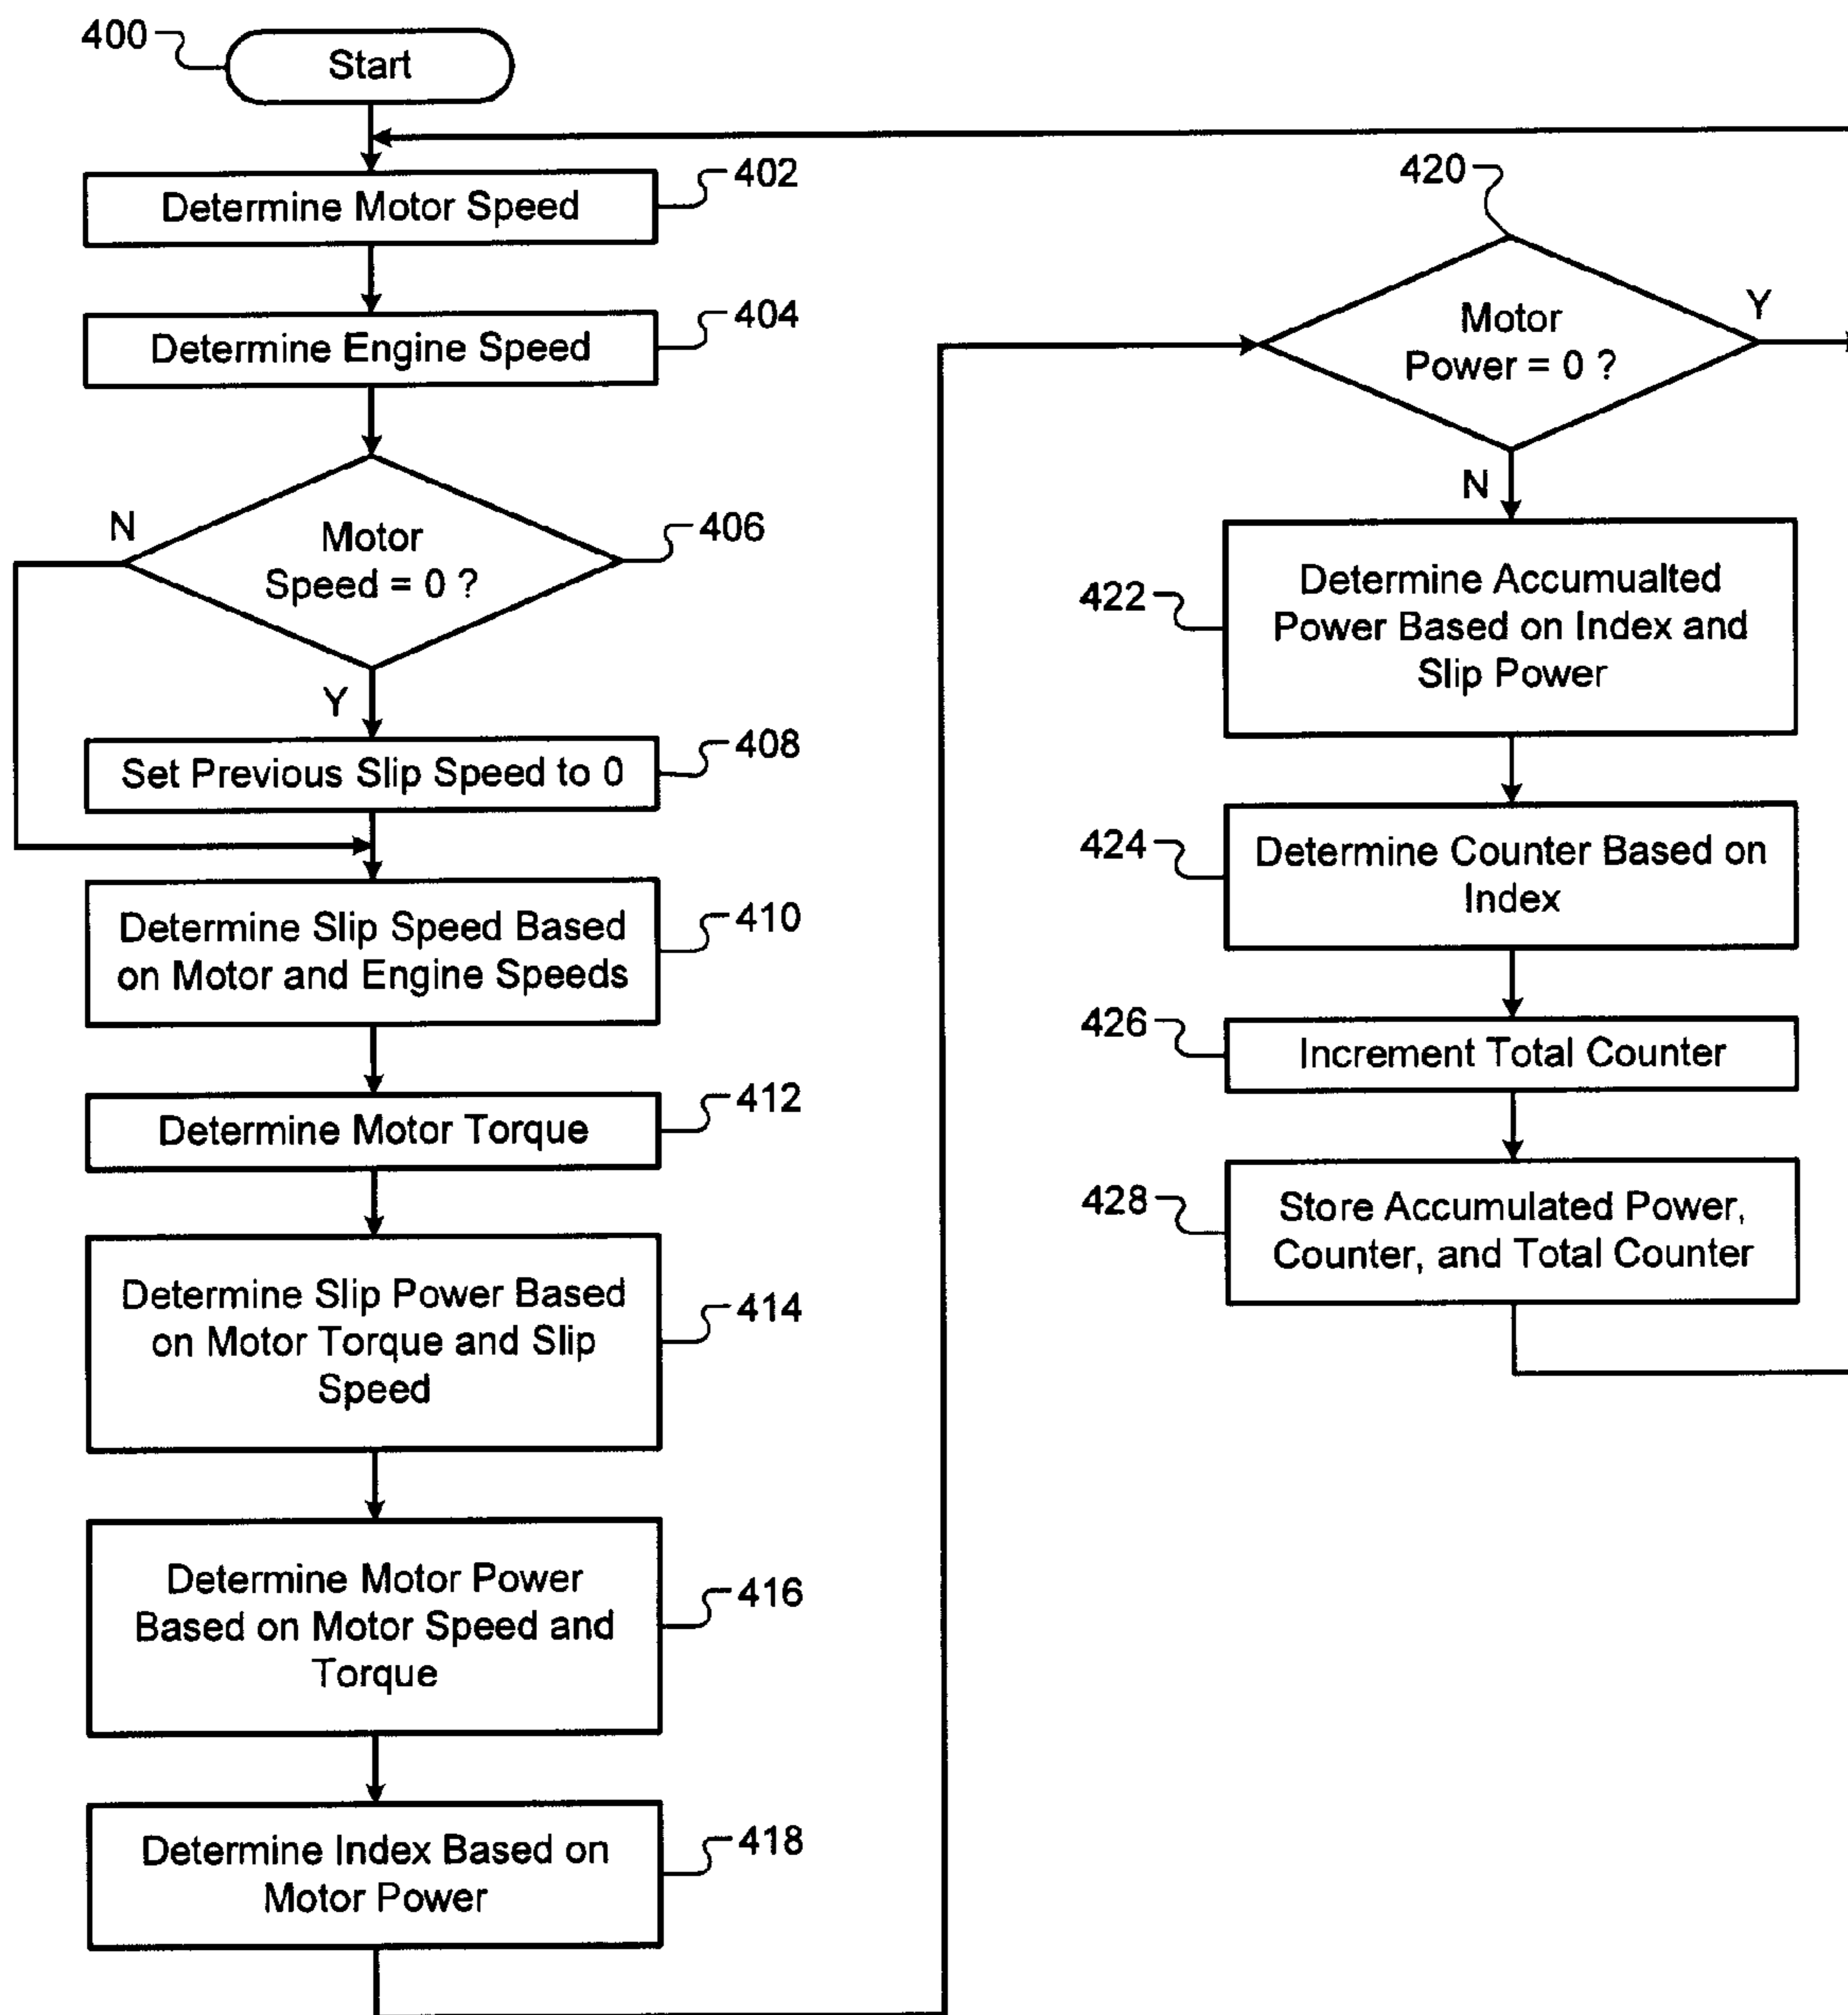 400
Start
Determine Motor Speed
402
Determine Engine Speed
404
N
Motor
Speed = 0 ?
406
Y
Set Previous Slip Speed to 0
408
Determine Slip Speed Based
on Motor and Engine Speeds
410
Determine Motor Torque
412
Determine Slip Power Based
on Motor Torque and Slip
Speed
414
Determine Motor Power
Based on Motor Speed and
Torque
416
Determine Index Based on
Motor Power
418
420
Motor
Power = 0 ?
Y
N
422
Determine Accumualted
Power Based on Index and
Slip Power
424
Determine Counter Based on
Index
426
Increment Total Counter
428
Store Accumulated Power,
Counter, and Total Counter